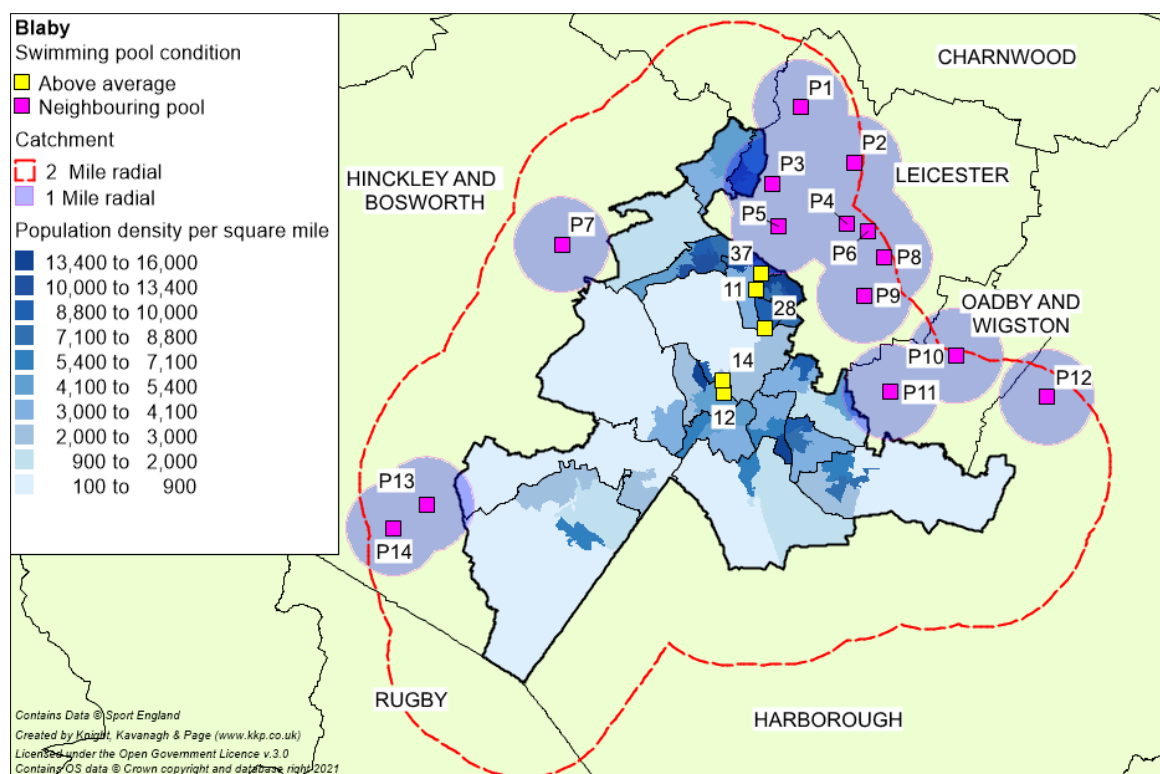 Blaby
Swimming pool condition
Above average
Neighbouring pool
Catchment
2 Mile radial
1 Mile radial
Population density per square mile
13,400 to 16,000
10,000 to 13,400
8,800 to 10,000
7,100 to 8,800
5,400 to 7,100
4,100 to 5,400
3,000 to 4,100
2,000 to 3,000
900 to 2,000
100 to 900
Contains Data © Sport England
Created by Knight, Kavanagh & Page (www.kkp.co.uk)
Licensed under the Open Government Licence v.3.0
Contains OS data © Crown copyright and database right 2021
CHARNWOOD
P1
P2
P3
LEICESTER
HINCKLEY AND
BOSWORTH
P4
P5
P7
P6
P8
37
11
P9
28
OADBY AND
WIGSTON
P10
14
P11
P12
12
P13
P14
RUGBY
HARBOROUGH